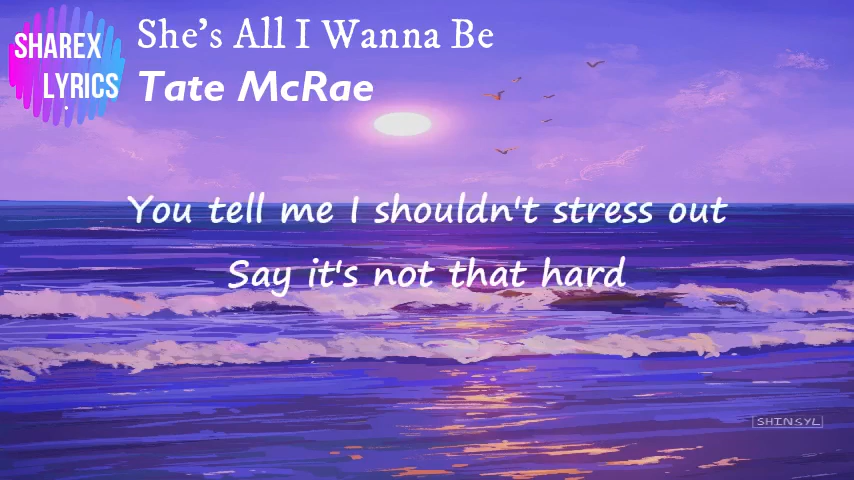 SHAREX
LYRICS
She's All I Wanna Be
Tate McRae
You tell me I shouldn't stress out
Say it's not that hard
SHINSYL